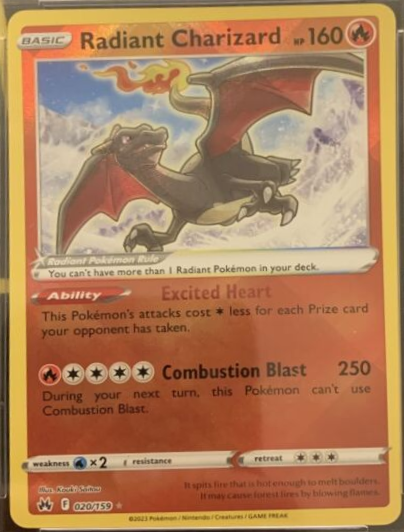 BASIC Radiant Charizard HP 160
Radiant Pokémon Rule
You can't have more than 1 Radiant Pokémon in your deck.
Ability Excited Heart
This Pokémon's attacks cost ✶ less for each Prize card
your opponent has taken.
Combustion Blast 250
During your next turn, this Pokémon can't use
Combustion Blast.
weakness ×2 resistance retreat
Illus. Kouki Saitou
F 020/159
It spits fire that is hot enough to melt boulders.
It may cause forest fires by blowing flames.
©2023 Pokémon / Nintendo / Creatures / GAME FREAK